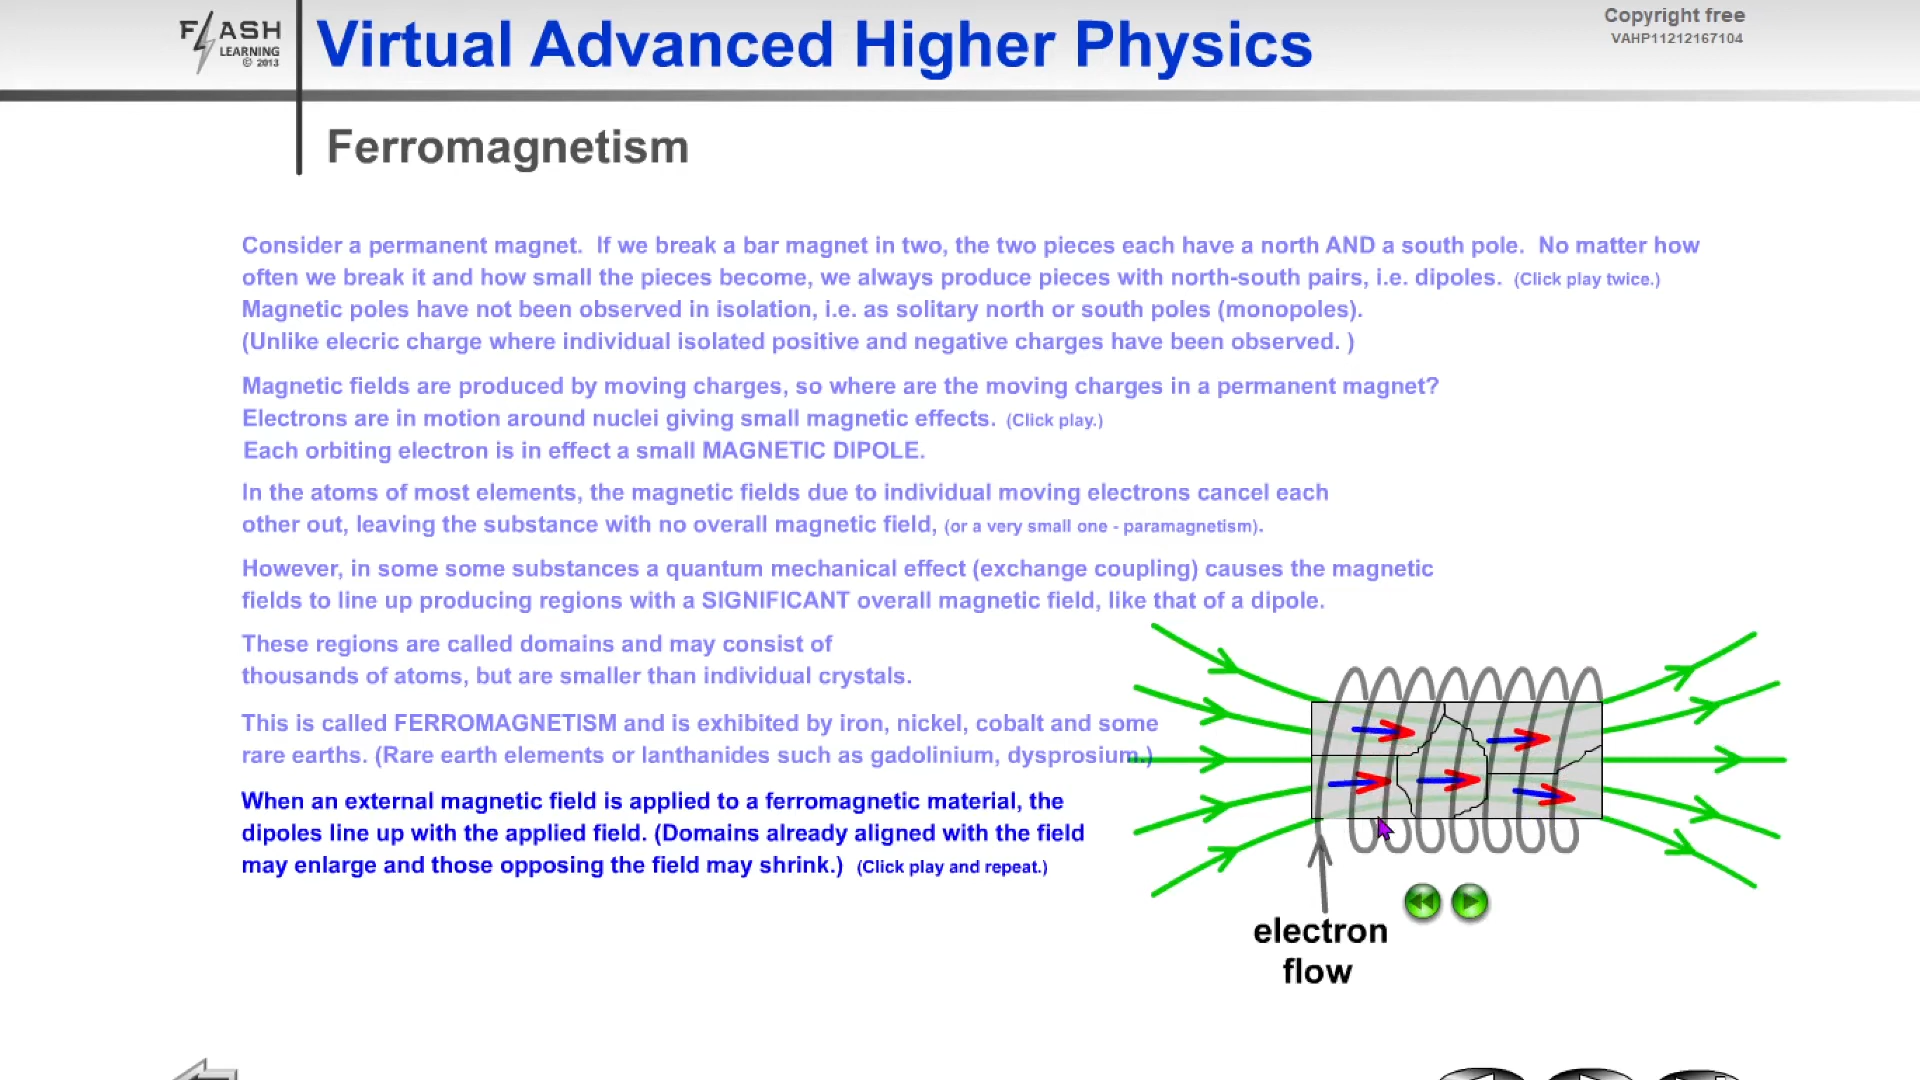 FLASH
LEARNING
© 2013
Virtual Advanced Higher Physics
Copyright free
VAHP11212167104
Ferromagnetism
Consider a permanent magnet. If we break a bar magnet in two, the two pieces each have a north AND a south pole. No matter how
often we break it and how small the pieces become, we always produce pieces with north-south pairs, i.e. dipoles. (Click play twice.)
Magnetic poles have not been observed in isolation, i.e. as solitary north or south poles (monopoles).
(Unlike elecric charge where individual isolated positive and negative charges have been observed. )
Magnetic fields are produced by moving charges, so where are the moving charges in a permanent magnet?
Electrons are in motion around nuclei giving small magnetic effects. (Click play.)
Each orbiting electron is in effect a small MAGNETIC DIPOLE.
In the atoms of most elements, the magnetic fields due to individual moving electrons cancel each
other out, leaving the substance with no overall magnetic field, (or a very small one - paramagnetism).
However, in some some substances a quantum mechanical effect (exchange coupling) causes the magnetic
fields to line up producing regions with a SIGNIFICANT overall magnetic field, like that of a dipole.
These regions are called domains and may consist of
thousands of atoms, but are smaller than individual crystals.
This is called FERROMAGNETISM and is exhibited by iron, nickel, cobalt and some
rare earths. (Rare earth elements or lanthanides such as gadolinium, dysprosium.)
When an external magnetic field is applied to a ferromagnetic material, the
dipoles line up with the applied field. (Domains already aligned with the field
may enlarge and those opposing the field may shrink.) (Click play and repeat.)
electron
flow